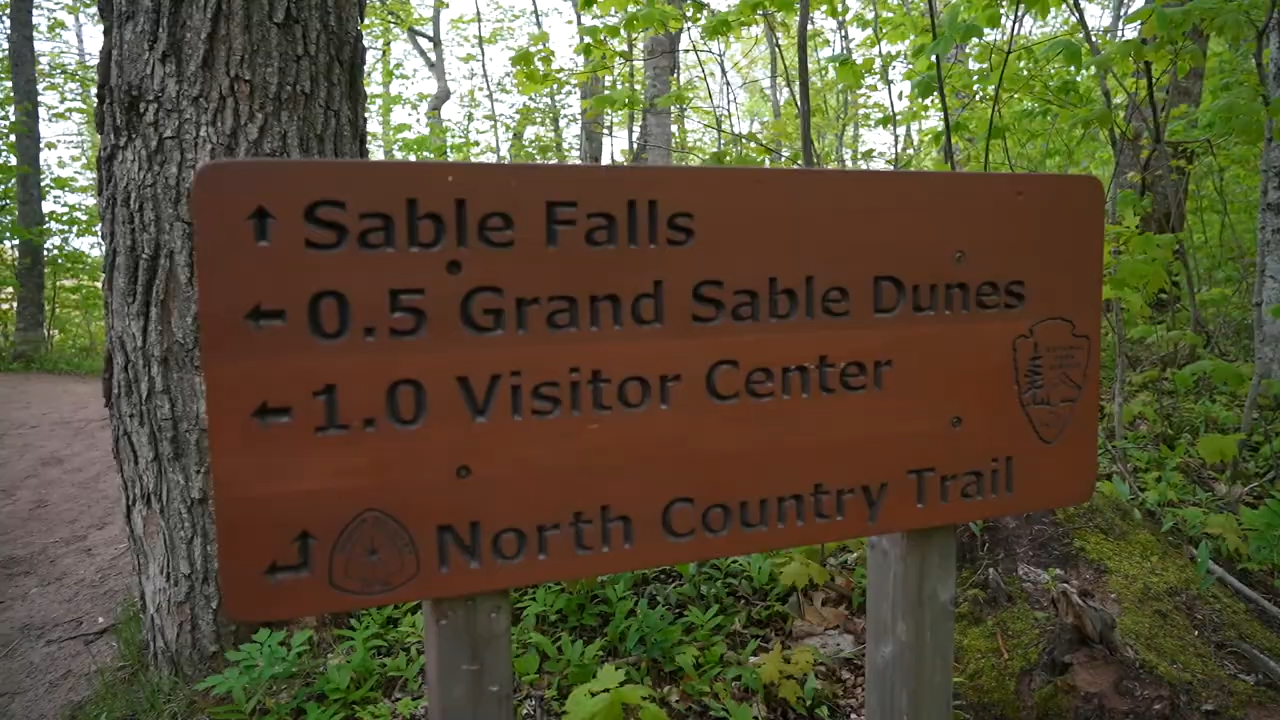 ↑ Sable Falls
← 0.5 Grand Sable Dunes
← 1.0 Visitor Center
North Country Trail